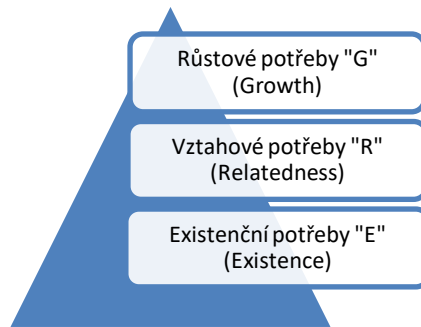 Růstové potřeby "G"
(Growth)
Vztahové potřeby "R"
(Relatedness)
Existenční potřeby "E"
(Existence)